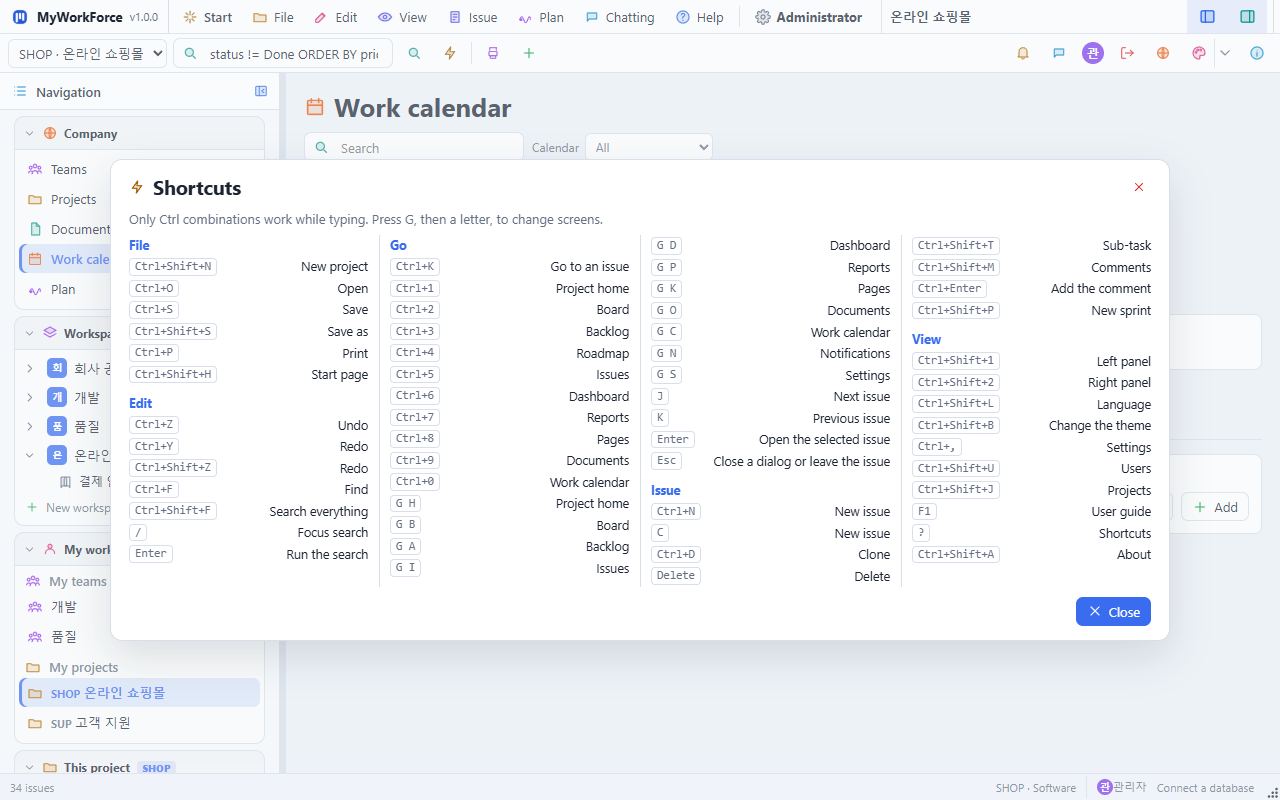 MyWorkForce v1.0.0
Start
File
Edit
View
Issue
Plan
Chatting
Help
Administrator
온라인 쇼핑몰
SHOP · 온라인 쇼핑몰
status != Done ORDER BY
관
Navigation
Company
Teams
Projects
Document
Work cale
Plan
Workspa
회 회사 공
개 개발
품 품질
온 온라인
결제
New worksp
My work
My teams
개발
품질
My projects
SHOP 온라인 쇼핑몰
SUP 고객 지원
This project SHOP
Work calendar
Search
Calendar
All
Add
Shortcuts
Only Ctrl combinations work while typing. Press G, then a letter, to change screens.
File
Ctrl+Shift+N New project
Ctrl+O Open
Ctrl+S Save
Ctrl+Shift+S Save as
Ctrl+P Print
Ctrl+Shift+H Start page
Edit
Ctrl+Z Undo
Ctrl+Y Redo
Ctrl+Shift+Z Redo
Ctrl+F Find
Ctrl+Shift+F Search everything
/ Focus search
Enter Run the search
Go
Ctrl+K Go to an issue
Ctrl+1 Project home
Ctrl+2 Board
Ctrl+3 Backlog
Ctrl+4 Roadmap
Ctrl+5 Issues
Ctrl+6 Dashboard
Ctrl+7 Reports
Ctrl+8 Pages
Ctrl+9 Documents
Ctrl+0 Work calendar
G H Project home
G B Board
G A Backlog
G I Issues
G D Dashboard
G P Reports
G K Pages
G O Documents
G C Work calendar
G N Notifications
G S Settings
J Next issue
K Previous issue
Enter Open the selected issue
Esc Close a dialog or leave the issue
Issue
Ctrl+N New issue
C New issue
Ctrl+D Clone
Delete Delete
Ctrl+Shift+T Sub-task
Ctrl+Shift+M Comments
Ctrl+Enter Add the comment
Ctrl+Shift+P New sprint
View
Ctrl+Shift+1 Left panel
Ctrl+Shift+2 Right panel
Ctrl+Shift+L Language
Ctrl+Shift+B Change the theme
Ctrl+, Settings
Ctrl+Shift+U Users
Ctrl+Shift+J Projects
F1 User guide
? Shortcuts
Ctrl+Shift+A About
Close
34 issues
SHOP · Software
관 관리자
Connect a database